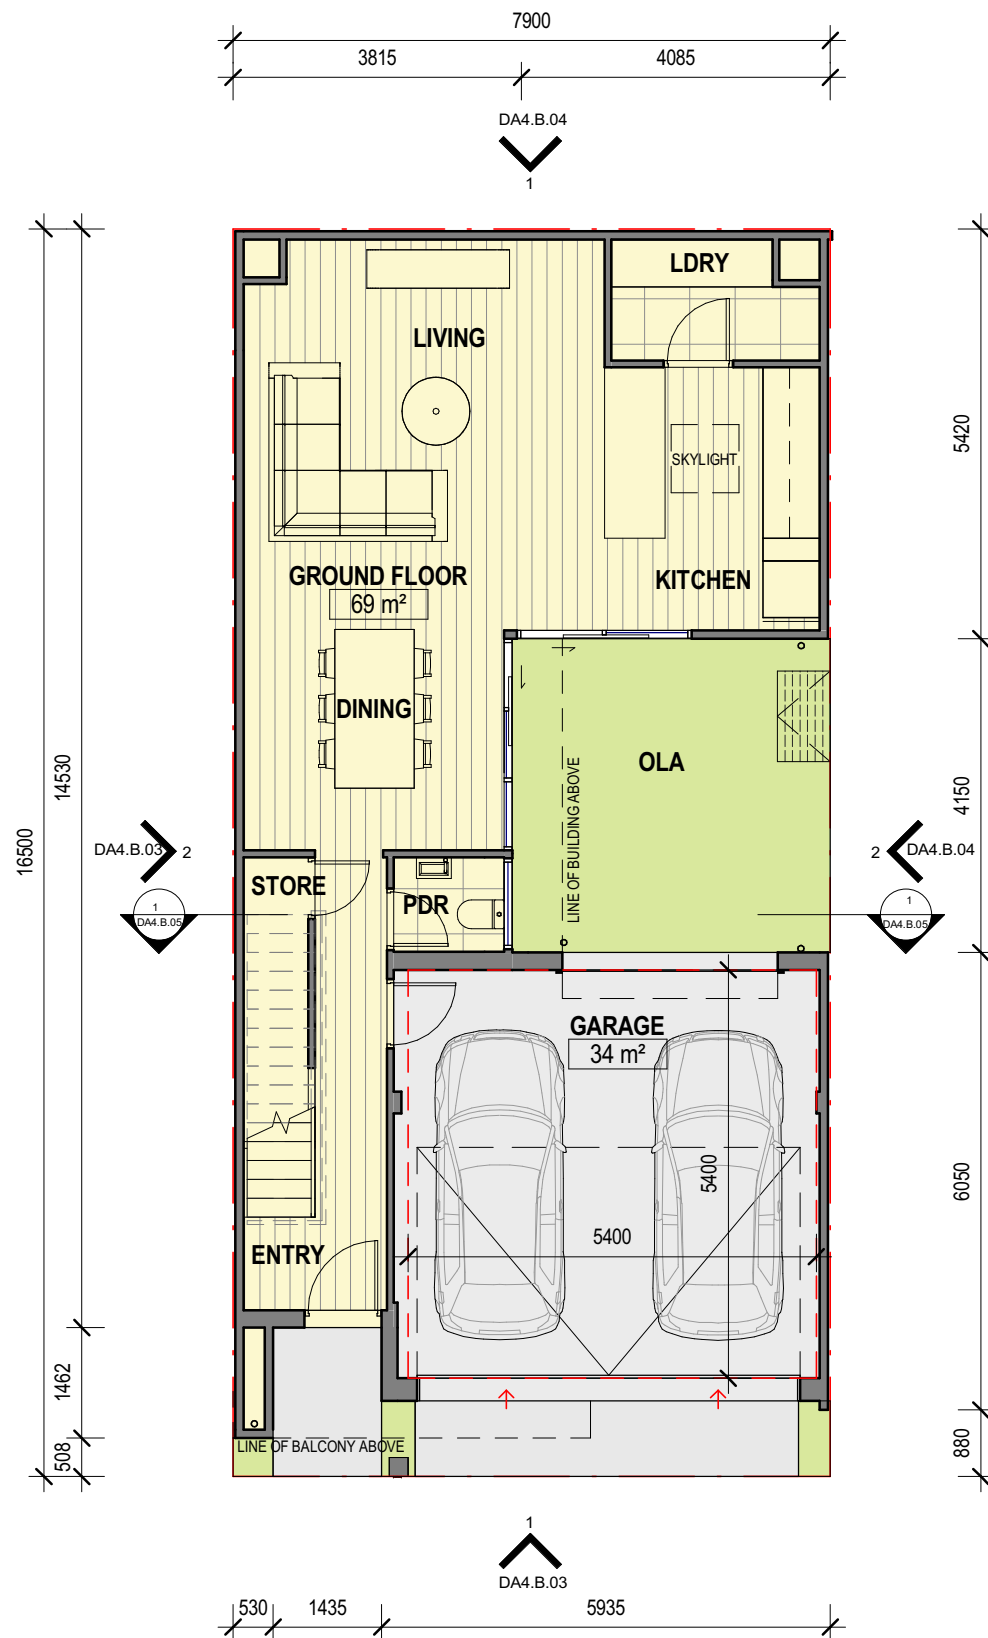 7900
3815 4085
DA4.B.04
1
LDRY
LIVING
5420
SKYLIGHT
GROUND FLOOR
69 m²
KITCHEN
DINING
OLA
LINE OF BUILDING ABOVE
14530
16500
4150
DA4.B.03 2
2 DA4.B.04
STORE
PDR
1
DA4.B.05
1
DA4.B.05
GARAGE
34 m²
5400
5400
6050
ENTRY
1462
508
LINE OF BALCONY ABOVE
880
1
DA4.B.03
530 1435 5935